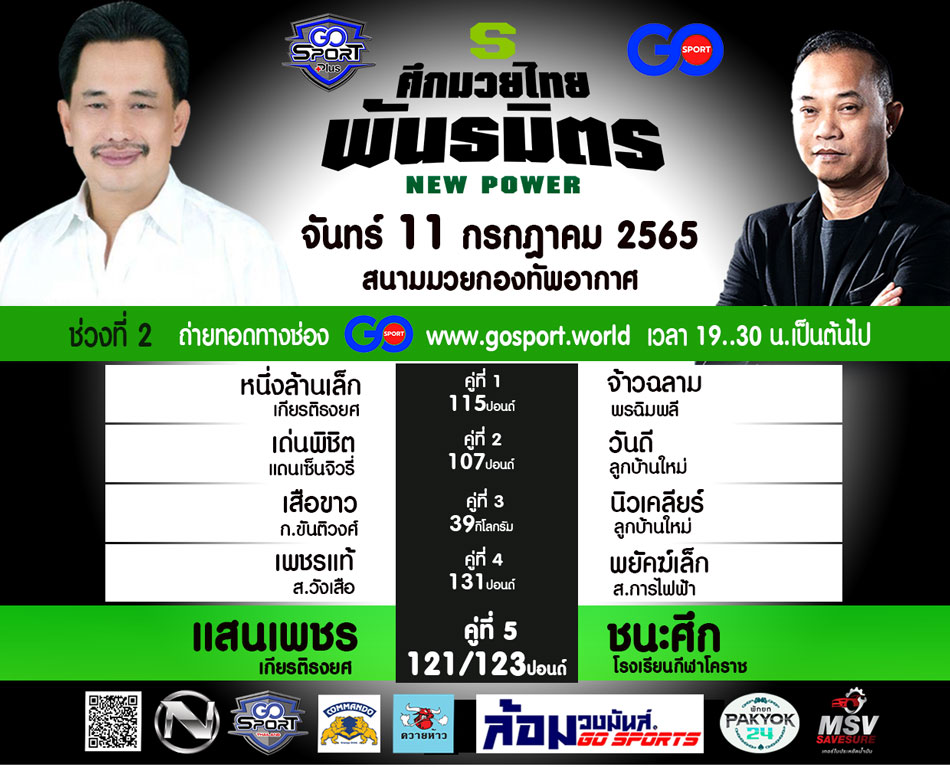 GO
SPORT
Plus
S
GO SPORT
ศึกมวยไทย
พันธมิตร
NEW POWER
จันทร์ 11 กรกฎาคม 2565
สนามมวยกองทัพอากาศ
ช่วงที่ 2 ถ่ายทอดทางช่อง GO SPORT www.gosport.world เวลา 19..30 น.เป็นต้นไป
หนึ่งล้านเล็ก คู่ที่ 1 จ้าวฉลาม
เกียรติธงยศ 115ปอนด์ พรฉิมพลี
เด่นพิชิต คู่ที่ 2 วันดี
แดนเซ็นจิวรี่ 107ปอนด์ ลูกบ้านใหม่
เสือขาว คู่ที่ 3 นิวเคลียร์
ก.ขันติวงศ์ 39กิโลกรัม ลูกบ้านใหม่
เพชรแท้ คู่ที่ 4 พยัคฆ์เล็ก
ส.วังเสือ 131ปอนด์ ส.การไฟฟ้า
แสนเพชร คู่ที่ 5 ชนะศึก
เกียรติธงยศ 121/123ปอนด์ โรงเรียนกีฬาโคราช
N
GO
SPORT
THAILAND
COMMANDO
ควายหาว
ล้อมวงมันส์.
GO SPORTS
พักยก
PAKYOK
24
MSV
SAVESURE